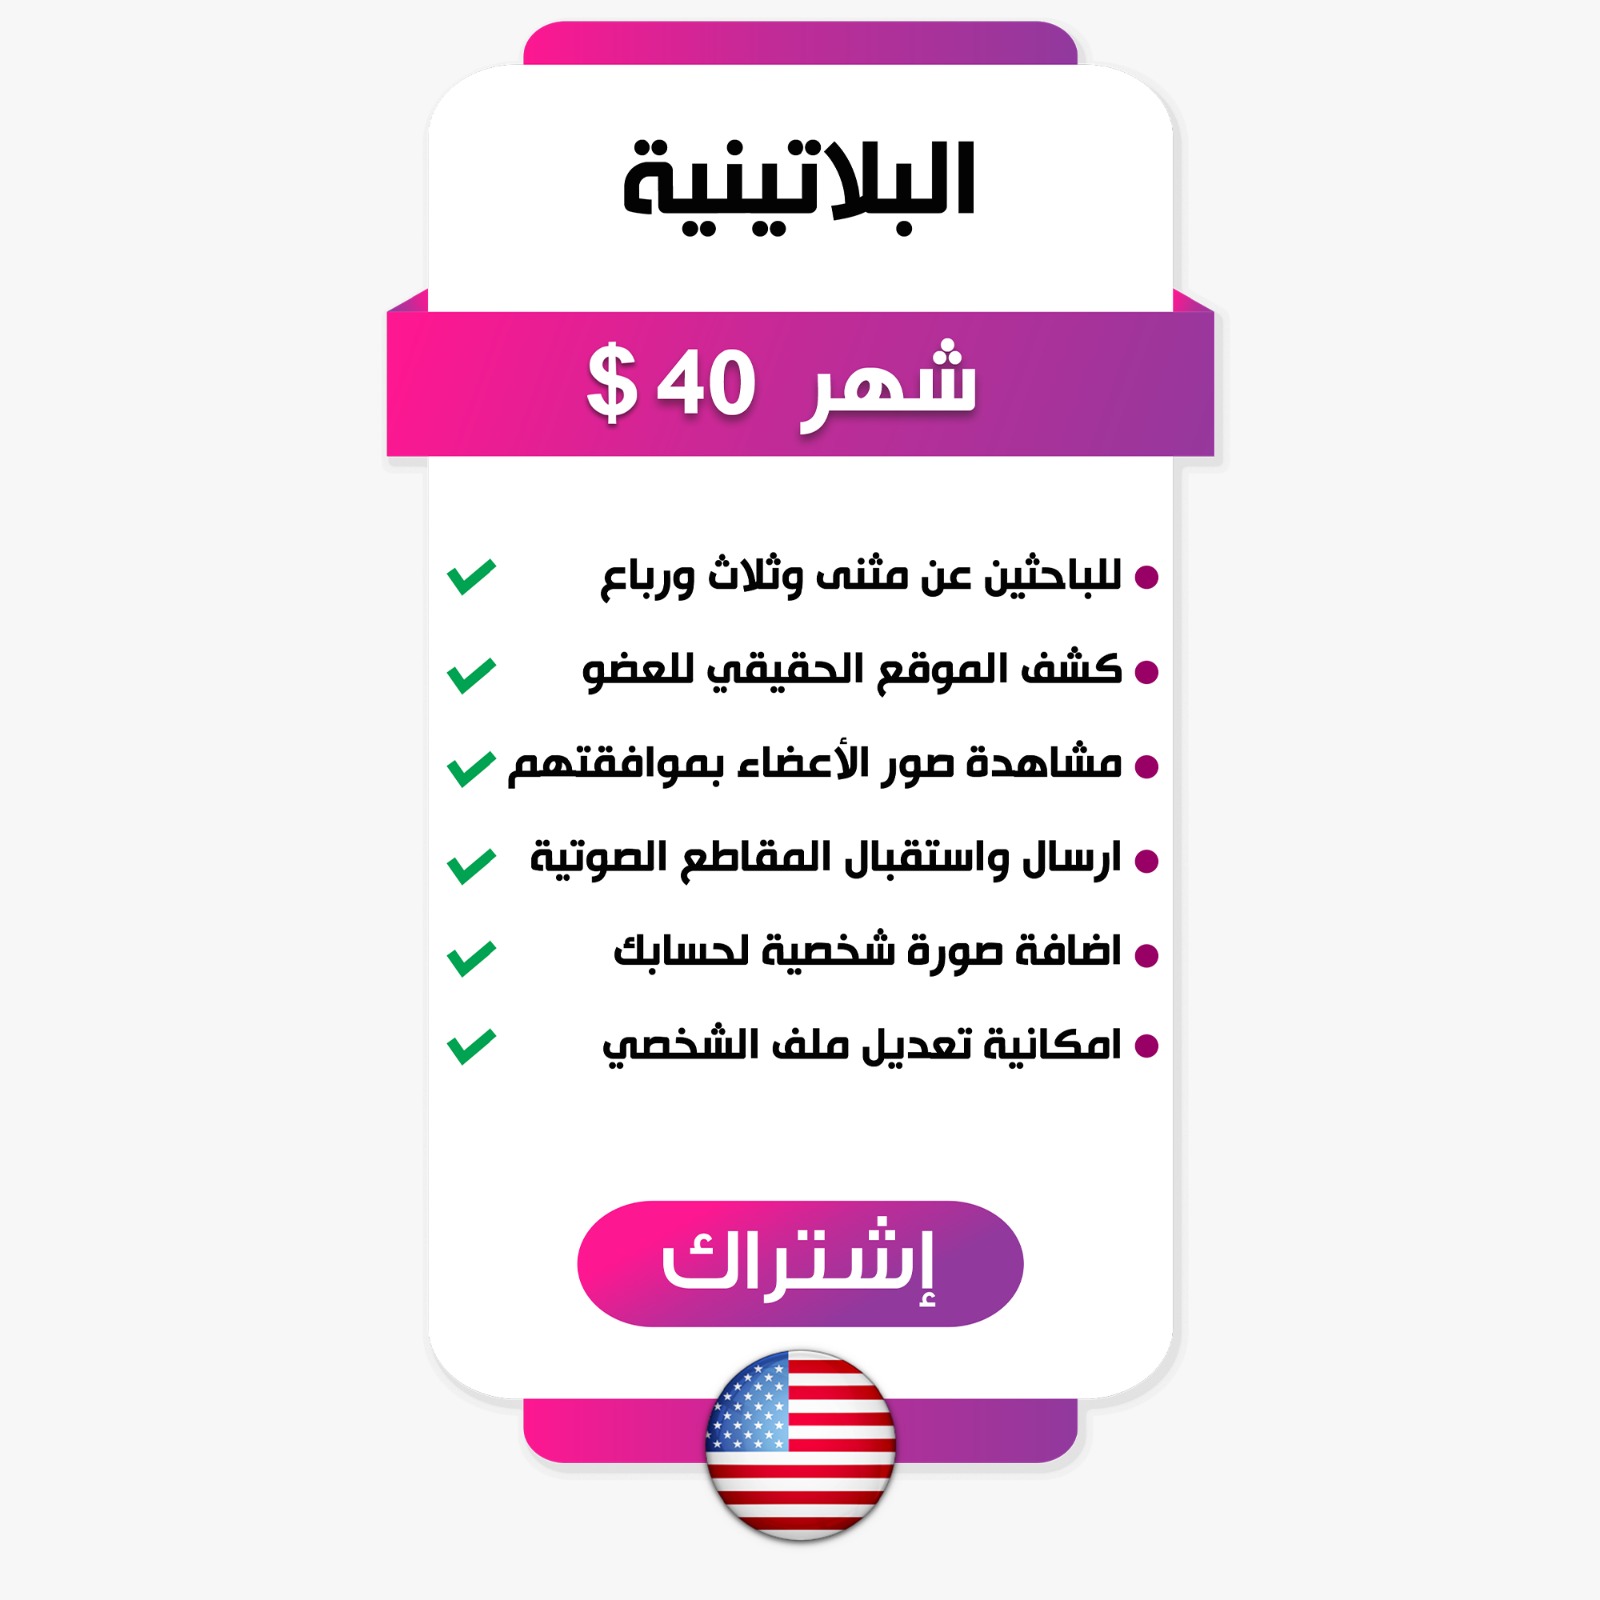 البلاتينية
شهر 40 $
للباحثين عن مثنى وثلاث ورباع
كشف الموقع الحقيقي للعضو
مشاهدة صور الأعضاء بموافقتهم
ارسال واستقبال المقاطع الصوتية
اضافة صورة شخصية لحسابك
امكانية تعديل ملف الشخصي
إشتراك